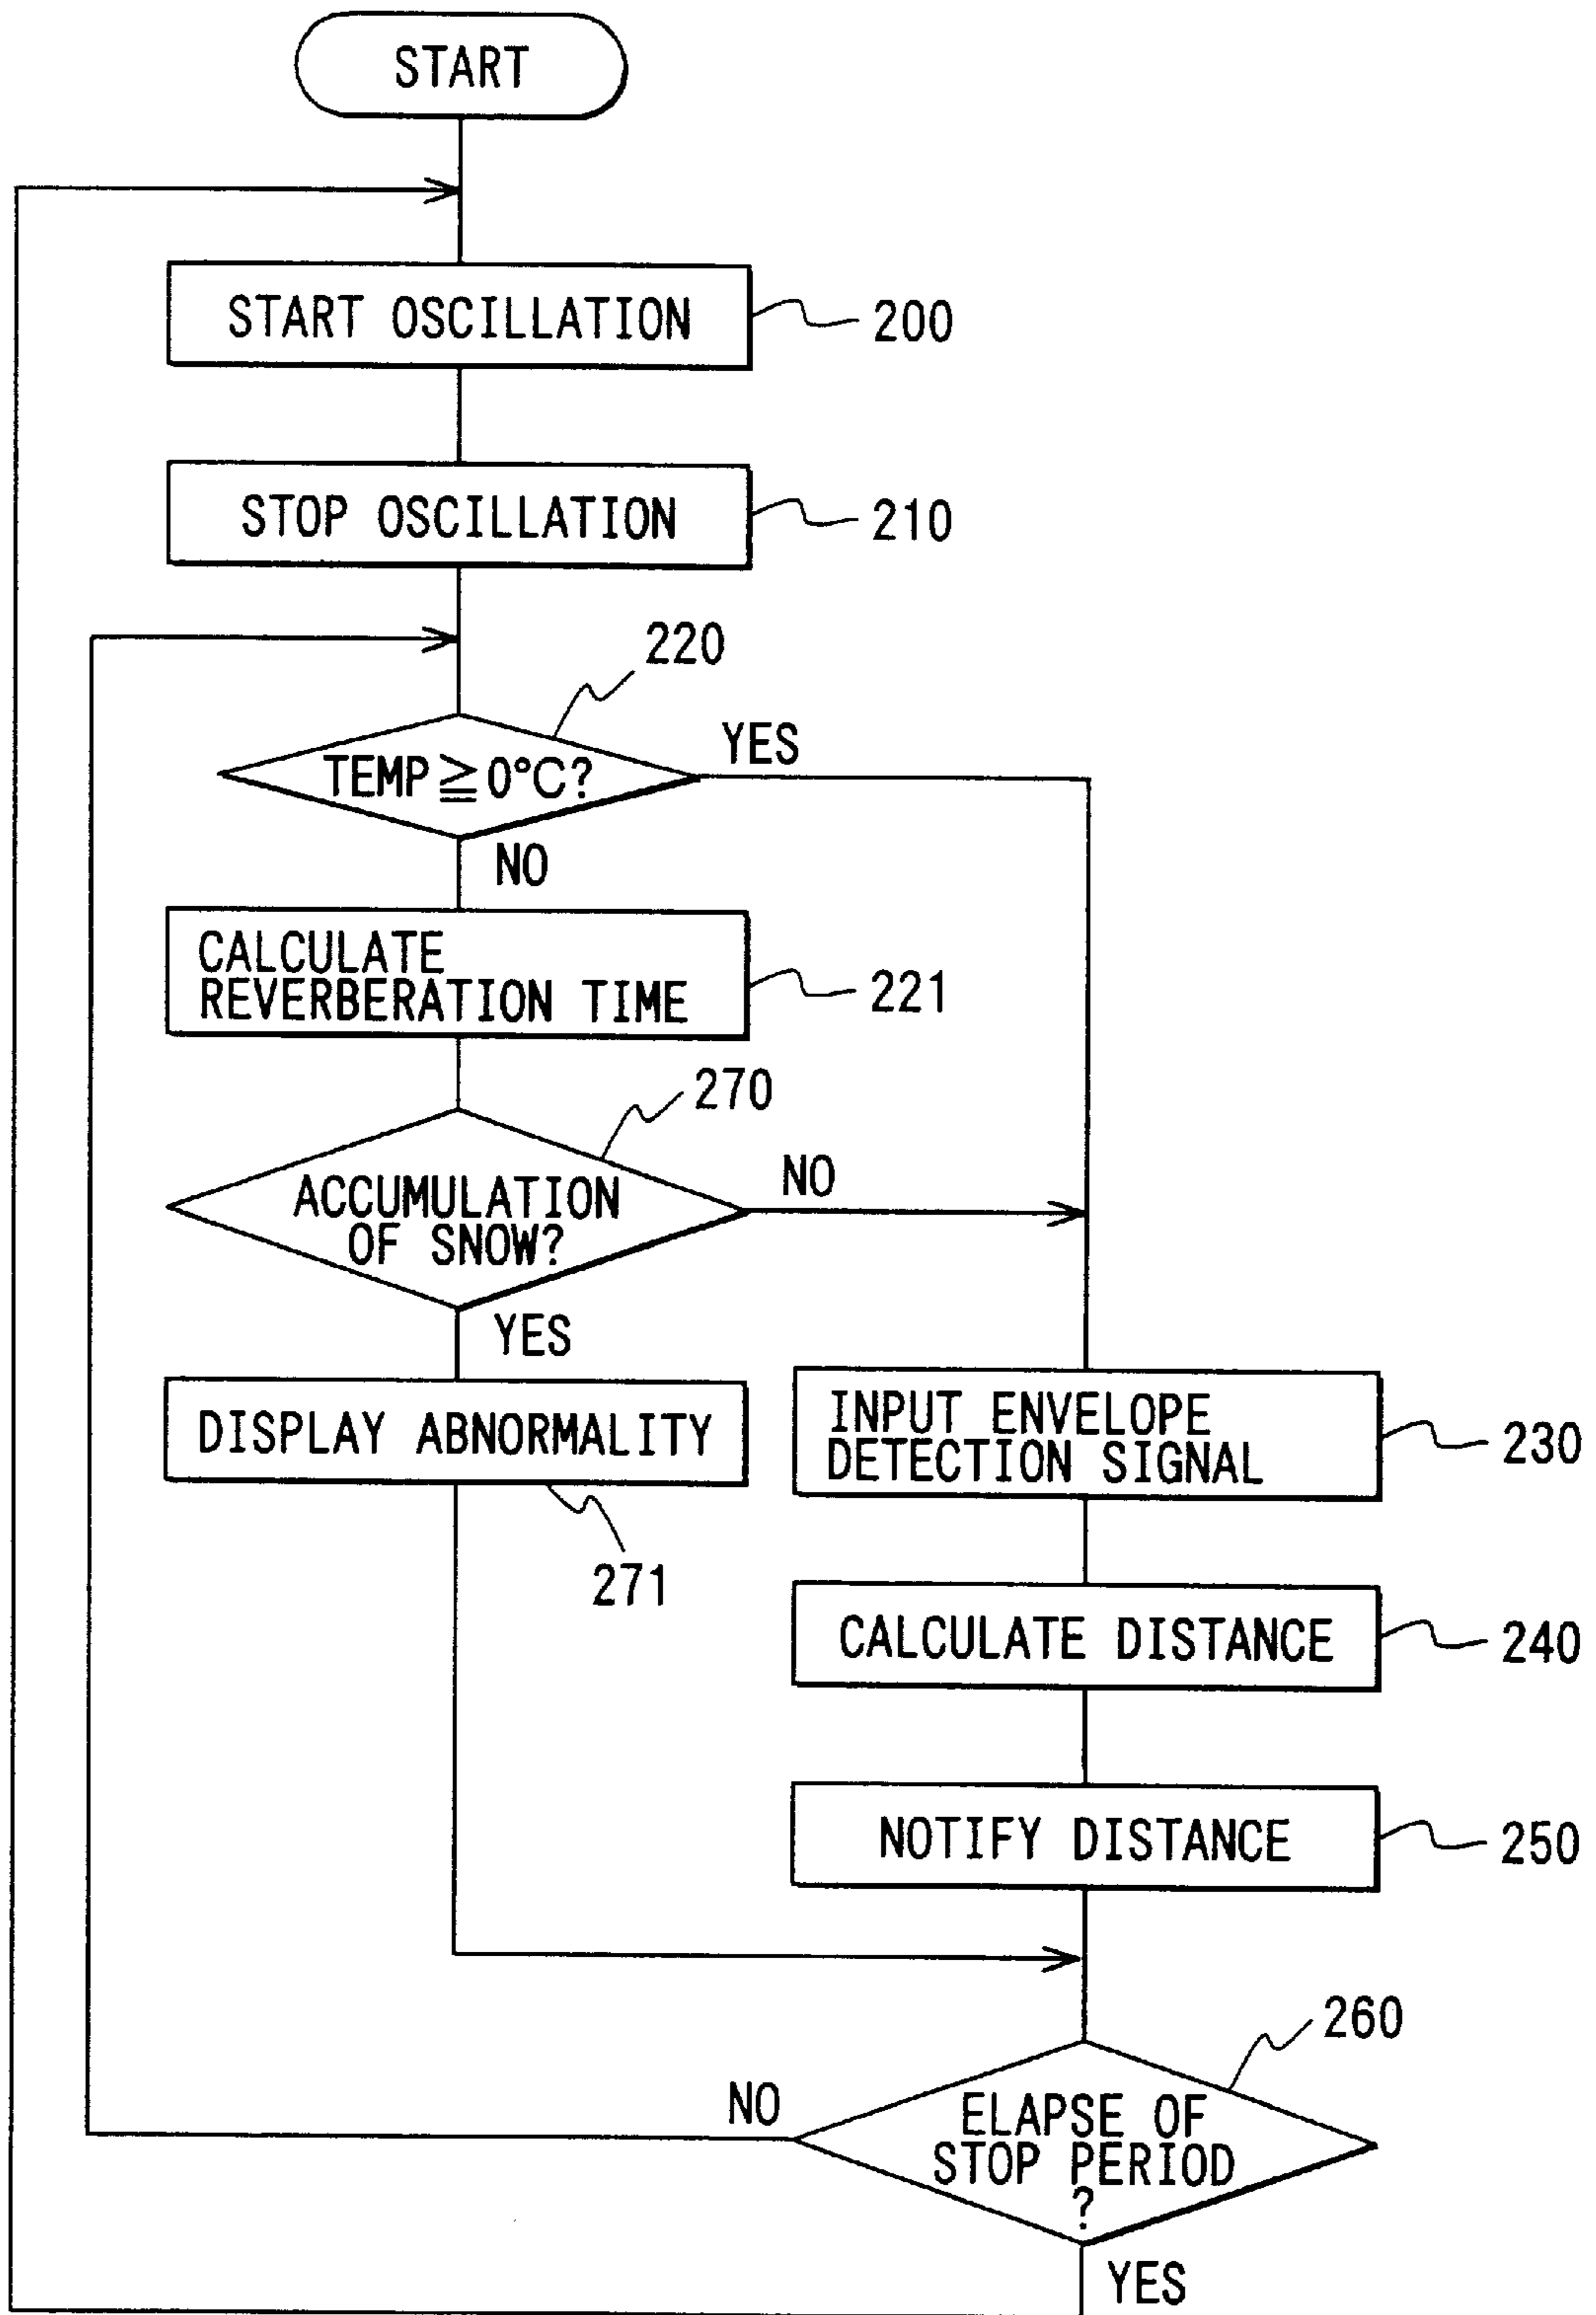 START
START OSCILLATION
200
STOP OSCILLATION
210
220
TEMP≧0°C?
YES
NO
CALCULATE
REVERBERATION TIME
221
270
ACCUMULATION
OF SNOW?
NO
YES
DISPLAY ABNORMALITY
271
INPUT ENVELOPE
DETECTION SIGNAL
230
CALCULATE DISTANCE
240
NOTIFY DISTANCE
250
260
ELAPSE OF
STOP PERIOD
?
NO
YES